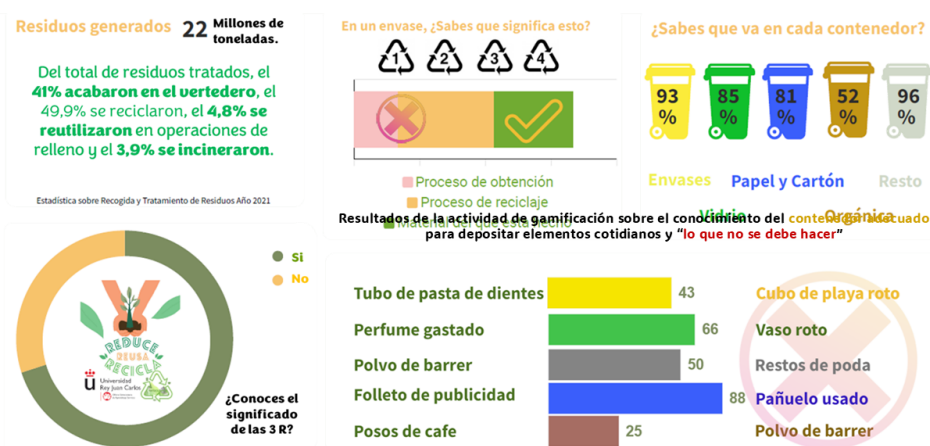 Residuos generados 22 Millones de toneladas.
Del total de residuos tratados, el
41% acabaron en el vertedero, el
49,9% se reciclaron, el 4,8% se
reutilizaron en operaciones de
relleno y el 3,9% se incineraron.
Estadística sobre Recogida y Tratamiento de Residuos Año 2021
En un envase, ¿Sabes que significa esto?
1 2 3 4
Proceso de obtención
Proceso de reciclaje
Material del que está hecho
¿Sabes que va en cada contenedor?
93 % 85 % 81 % 52 % 96 %
Envases Papel y Cartón Resto
Vidrio Orgánica
Resultados de la actividad de gamificación sobre el conocimiento del contenedor adecuado
para depositar elementos cotidianos y “lo que no se debe hacer”
Si
No
REDUCE
REUSA
RECICLA
Universidad
Rey Juan Carlos
¿Conoces el
significado
de las 3 R?
Tubo de pasta de dientes 43 Cubo de playa roto
Perfume gastado 66 Vaso roto
Polvo de barrer 50 Restos de poda
Folleto de publicidad 88 Pañuelo usado
Posos de cafe 25 Polvo de barrer